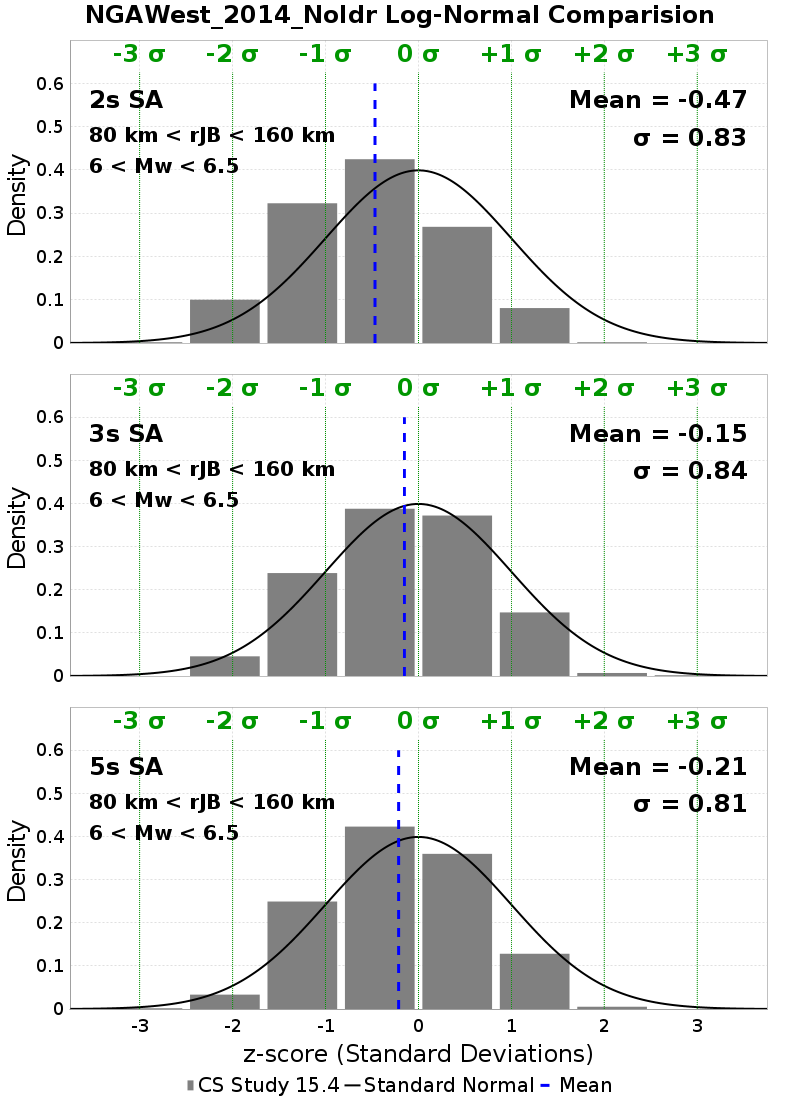 NGAWest_2014_NoIdr Log-Normal Comparision
-3 σ -2 σ -1 σ 0 σ +1 σ +2 σ +3 σ
0.6
2s SA Mean = -0.47
0.5
80 km < rJB < 160 km σ = 0.83
6 < Mw < 6.5
0.4
0.3
0.2
0.1
0
Density
-3 σ -2 σ -1 σ 0 σ +1 σ +2 σ +3 σ
0.6
3s SA Mean = -0.15
0.5
80 km < rJB < 160 km σ = 0.84
6 < Mw < 6.5
0.4
0.3
0.2
0.1
0
Density
-3 σ -2 σ -1 σ 0 σ +1 σ +2 σ +3 σ
0.6
5s SA Mean = -0.21
0.5
80 km < rJB < 160 km σ = 0.81
6 < Mw < 6.5
0.4
0.3
0.2
0.1
0
Density
-3 -2 -1 0 1 2 3
z-score (Standard Deviations)
CS Study 15.4 Standard Normal Mean